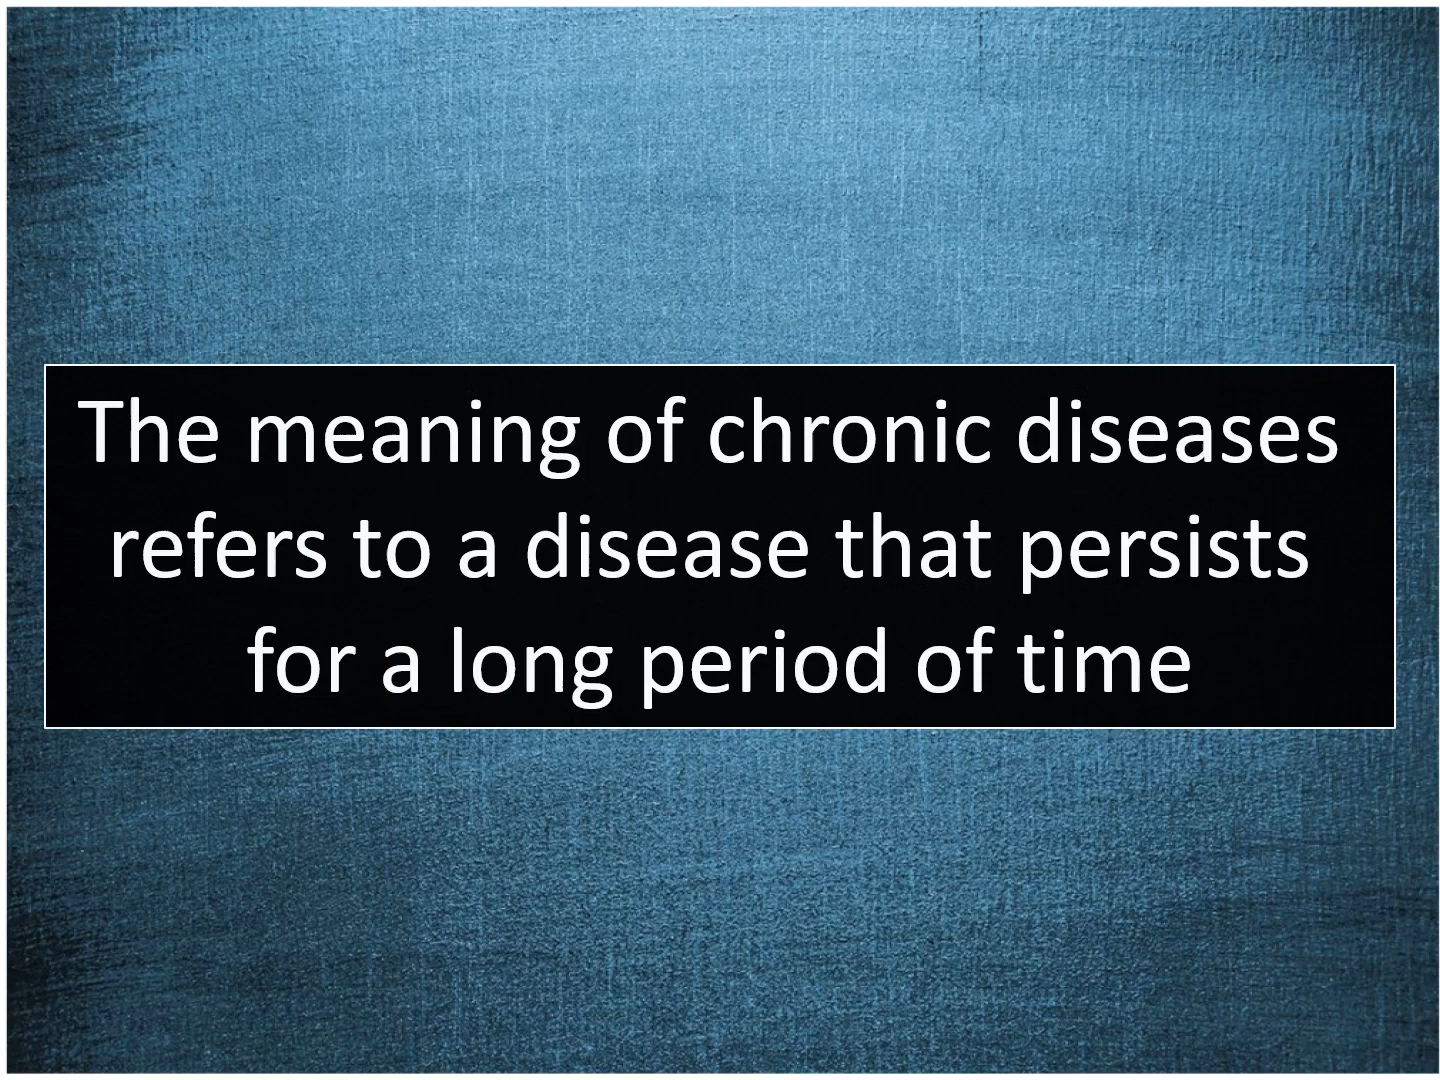 The meaning of chronic diseases
refers to a disease that persists
for a long period of time